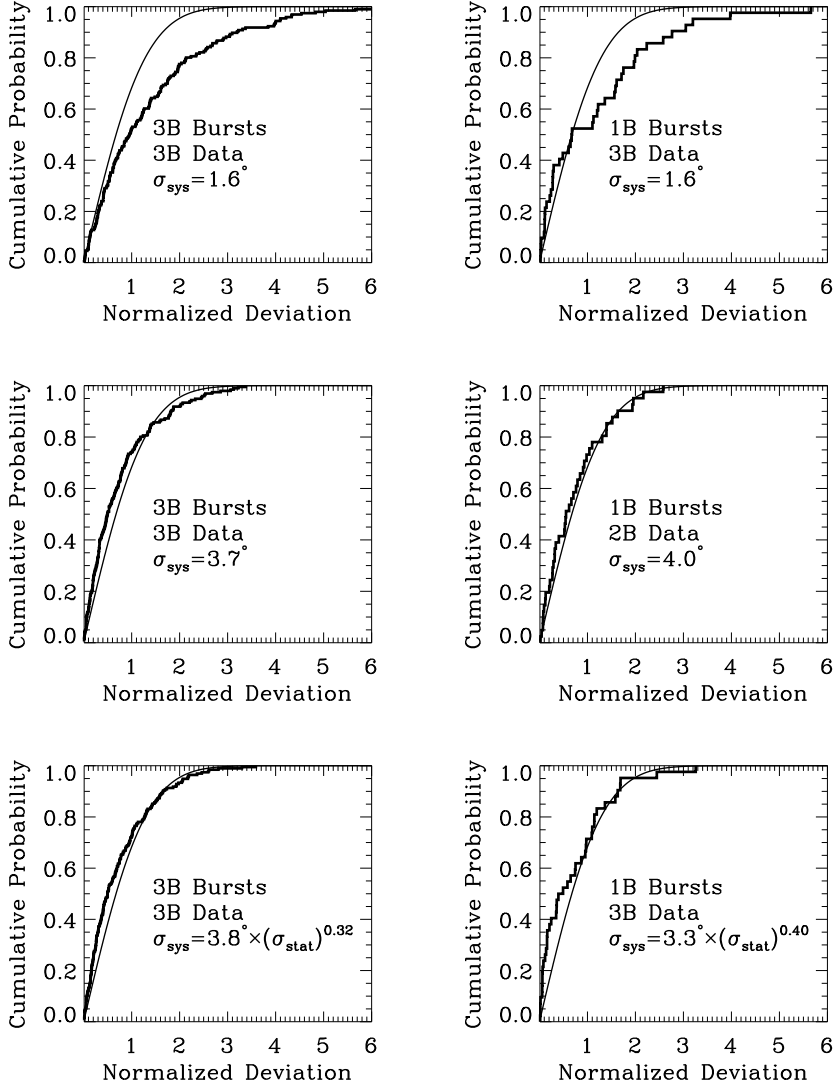 Cumulative Probability
1.0
0.8
0.6
0.4
0.2
0.0
3B Bursts
3B Data
σsys=1.6°
1 2 3 4 5 6
Normalized Deviation
Cumulative Probability
1.0
0.8
0.6
0.4
0.2
0.0
1B Bursts
3B Data
σsys=1.6°
1 2 3 4 5 6
Normalized Deviation
Cumulative Probability
1.0
0.8
0.6
0.4
0.2
0.0
3B Bursts
3B Data
σsys=3.7°
1 2 3 4 5 6
Normalized Deviation
Cumulative Probability
1.0
0.8
0.6
0.4
0.2
0.0
1B Bursts
2B Data
σsys=4.0°
1 2 3 4 5 6
Normalized Deviation
Cumulative Probability
1.0
0.8
0.6
0.4
0.2
0.0
3B Bursts
3B Data
σsys=3.8°×(σstat)0.32
1 2 3 4 5 6
Normalized Deviation
Cumulative Probability
1.0
0.8
0.6
0.4
0.2
0.0
1B Bursts
3B Data
σsys=3.3°×(σstat)0.40
1 2 3 4 5 6
Normalized Deviation